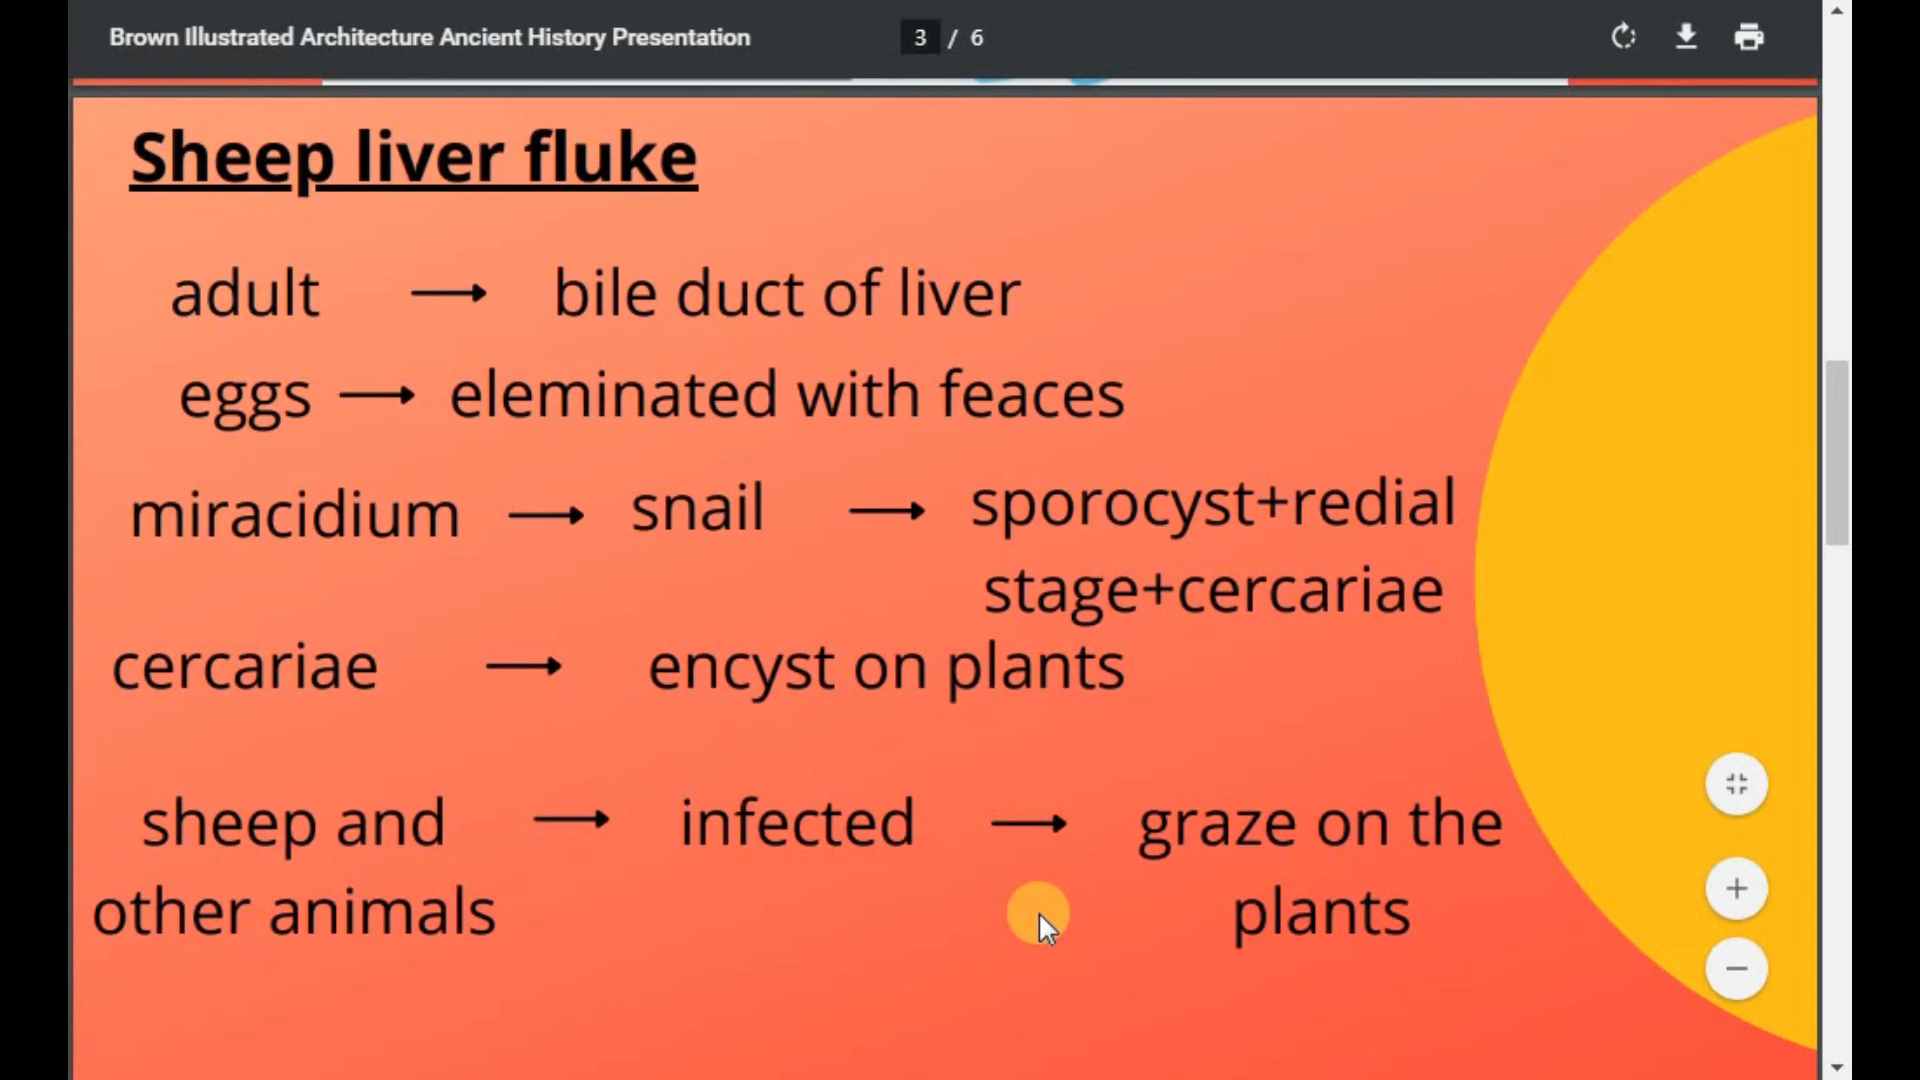 Brown Illustrated Architecture Ancient History Presentation 3 / 6
Sheep liver fluke
adult → bile duct of liver
eggs → eleminated with feaces
miracidium → snail → sporocyst+redial
stage+cercariae
cercariae → encyst on plants
sheep and → infected → graze on the
other animals plants